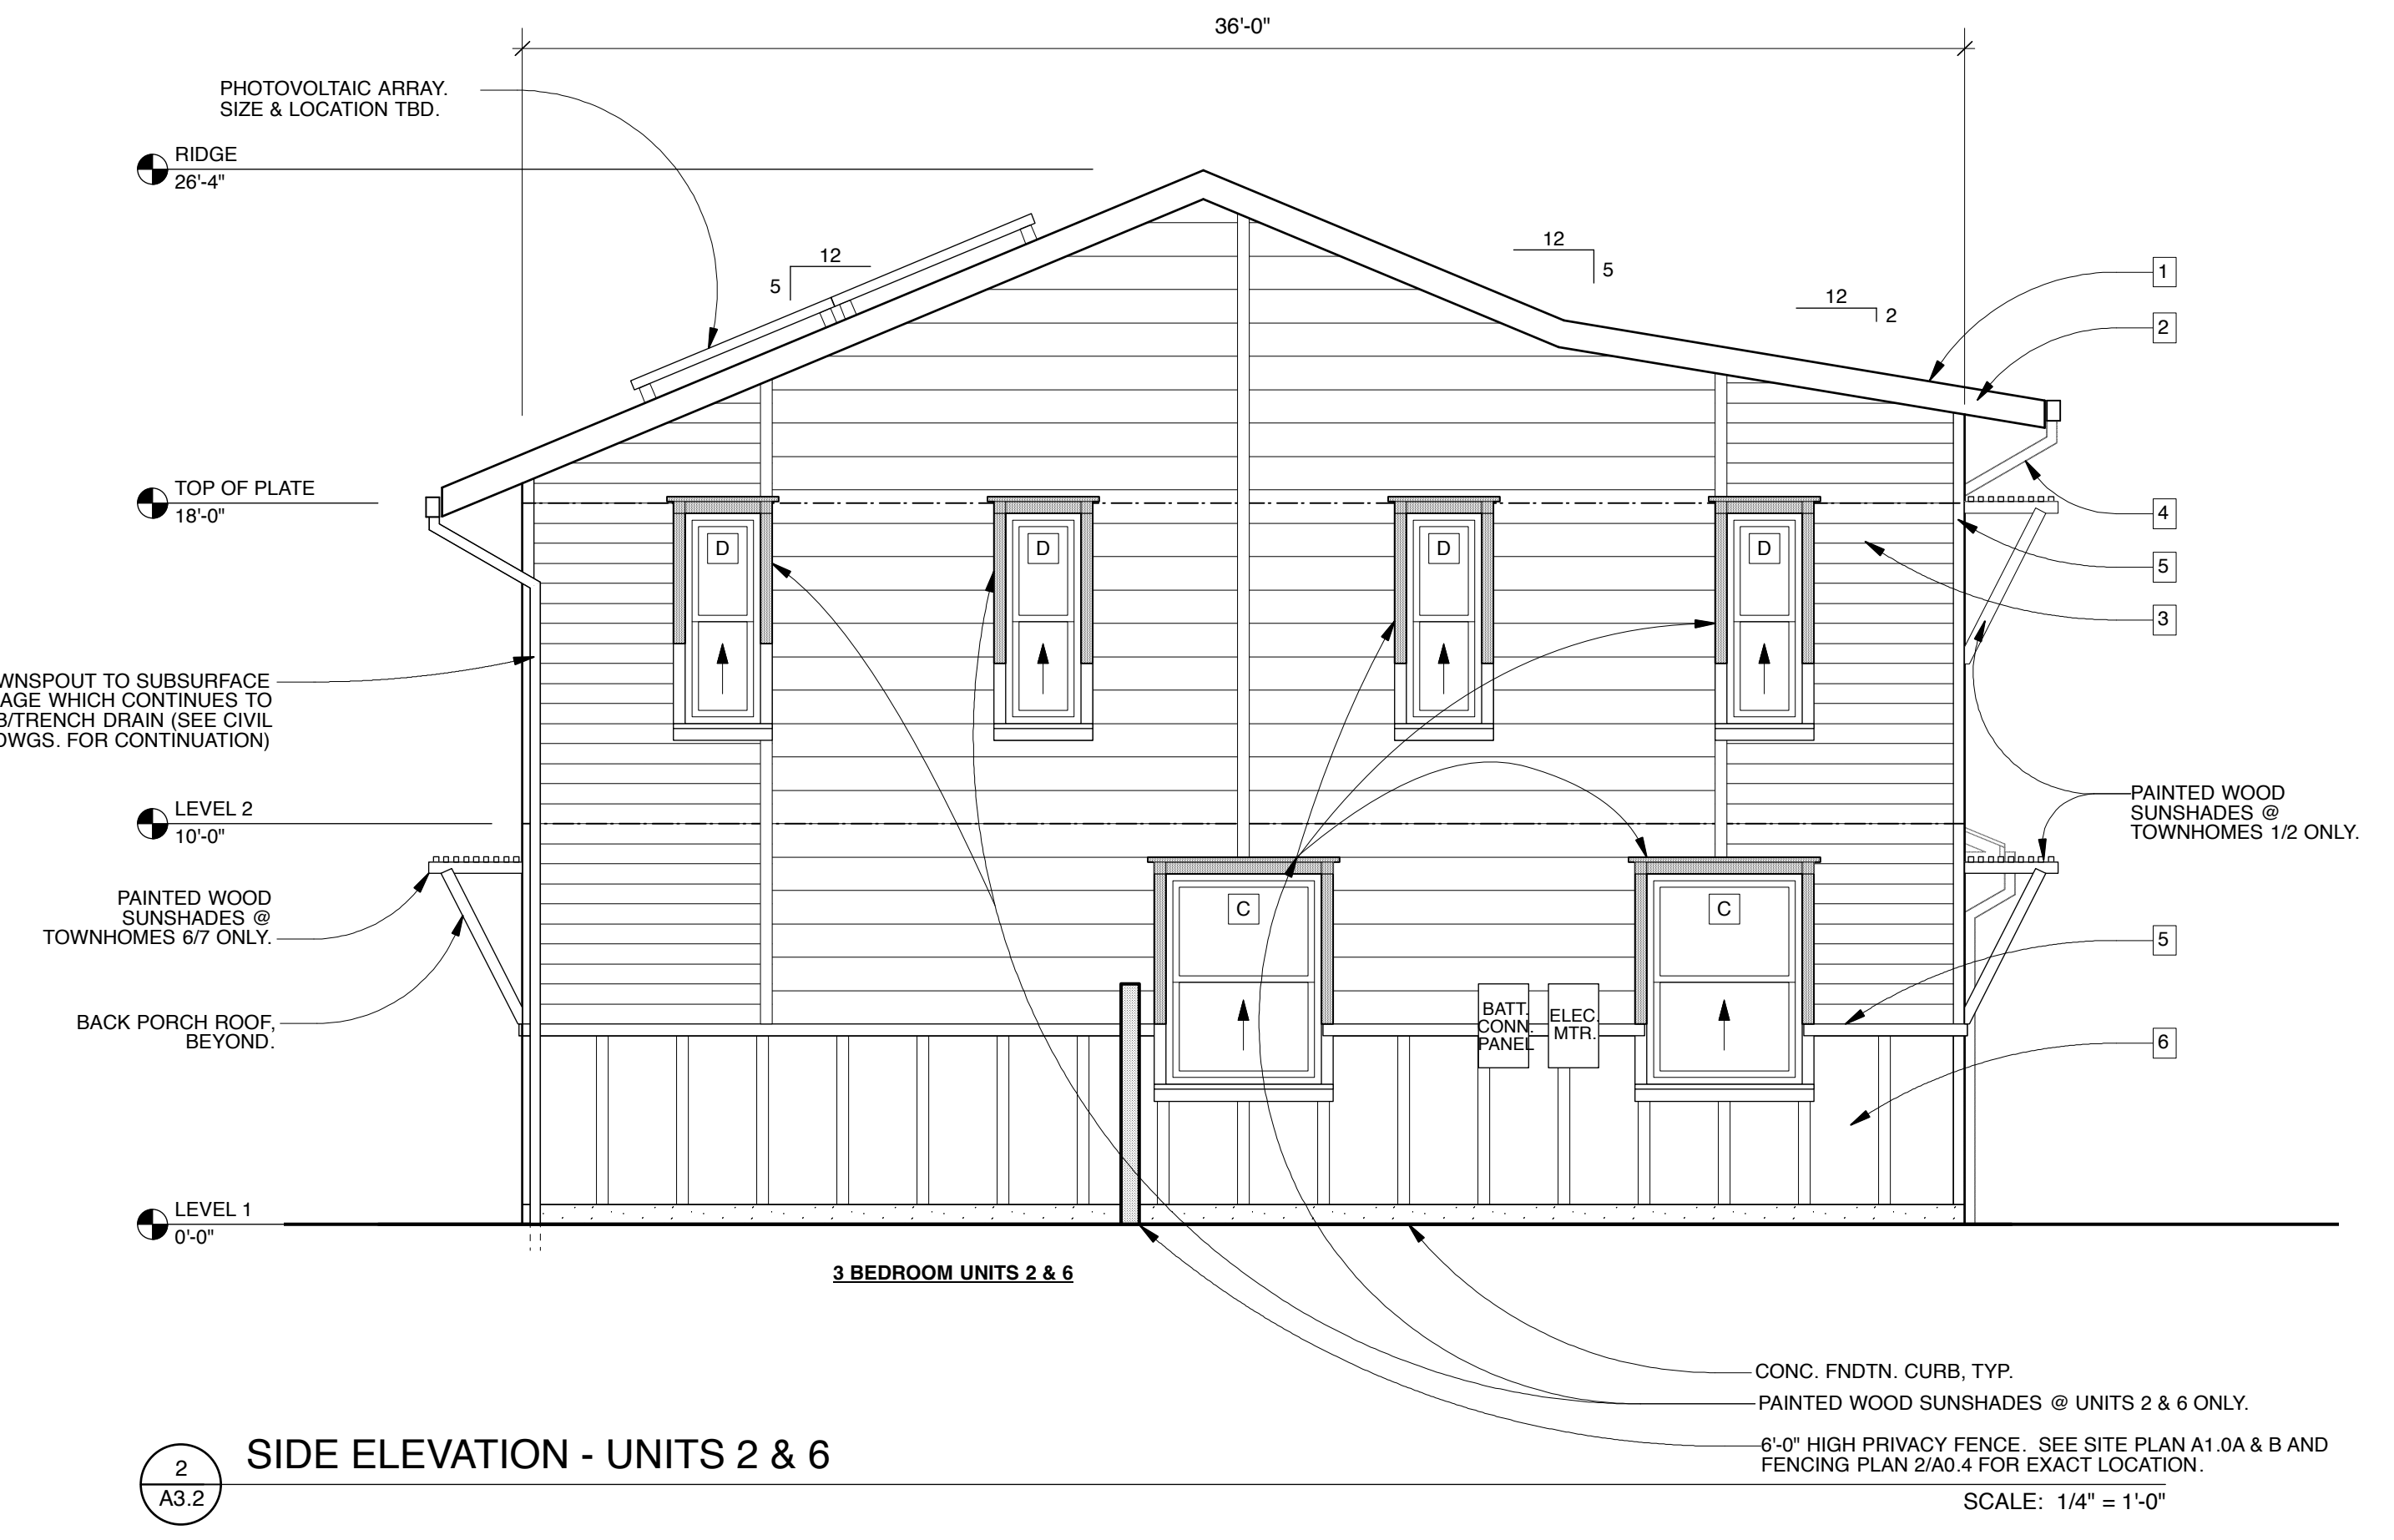 36'-0"
PHOTOVOLTAIC ARRAY.
SIZE & LOCATION TBD.
RIDGE
26'-4"
12
5
12
5
12
2
1
2
TOP OF PLATE
18'-0"
4
5
3
D
D
D
D
TO SUBSURFACE
WHICH CONTINUES TO
DRAIN (SEE CIVIL
FOR CONTINUATION)
LEVEL 2
10'-0"
PAINTED WOOD
SUNSHADES @
TOWNHOMES 1/2 ONLY.
PAINTED WOOD
SUNSHADES @
TOWNHOMES 6/7 ONLY.
C
C
5
BACK PORCH ROOF,
BEYOND.
BATT.
CONN.
PANEL
ELEC.
MTR.
6
LEVEL 1
0'-0"
3 BEDROOM UNITS 2 & 6
CONC. FNDTN. CURB, TYP.
PAINTED WOOD SUNSHADES @ UNITS 2 & 6 ONLY.
6'-0" HIGH PRIVACY FENCE. SEE SITE PLAN A1.0A & B AND
FENCING PLAN 2/A0.4 FOR EXACT LOCATION.
2
A3.2
SIDE ELEVATION - UNITS 2 & 6
SCALE: 1/4" = 1'-0"